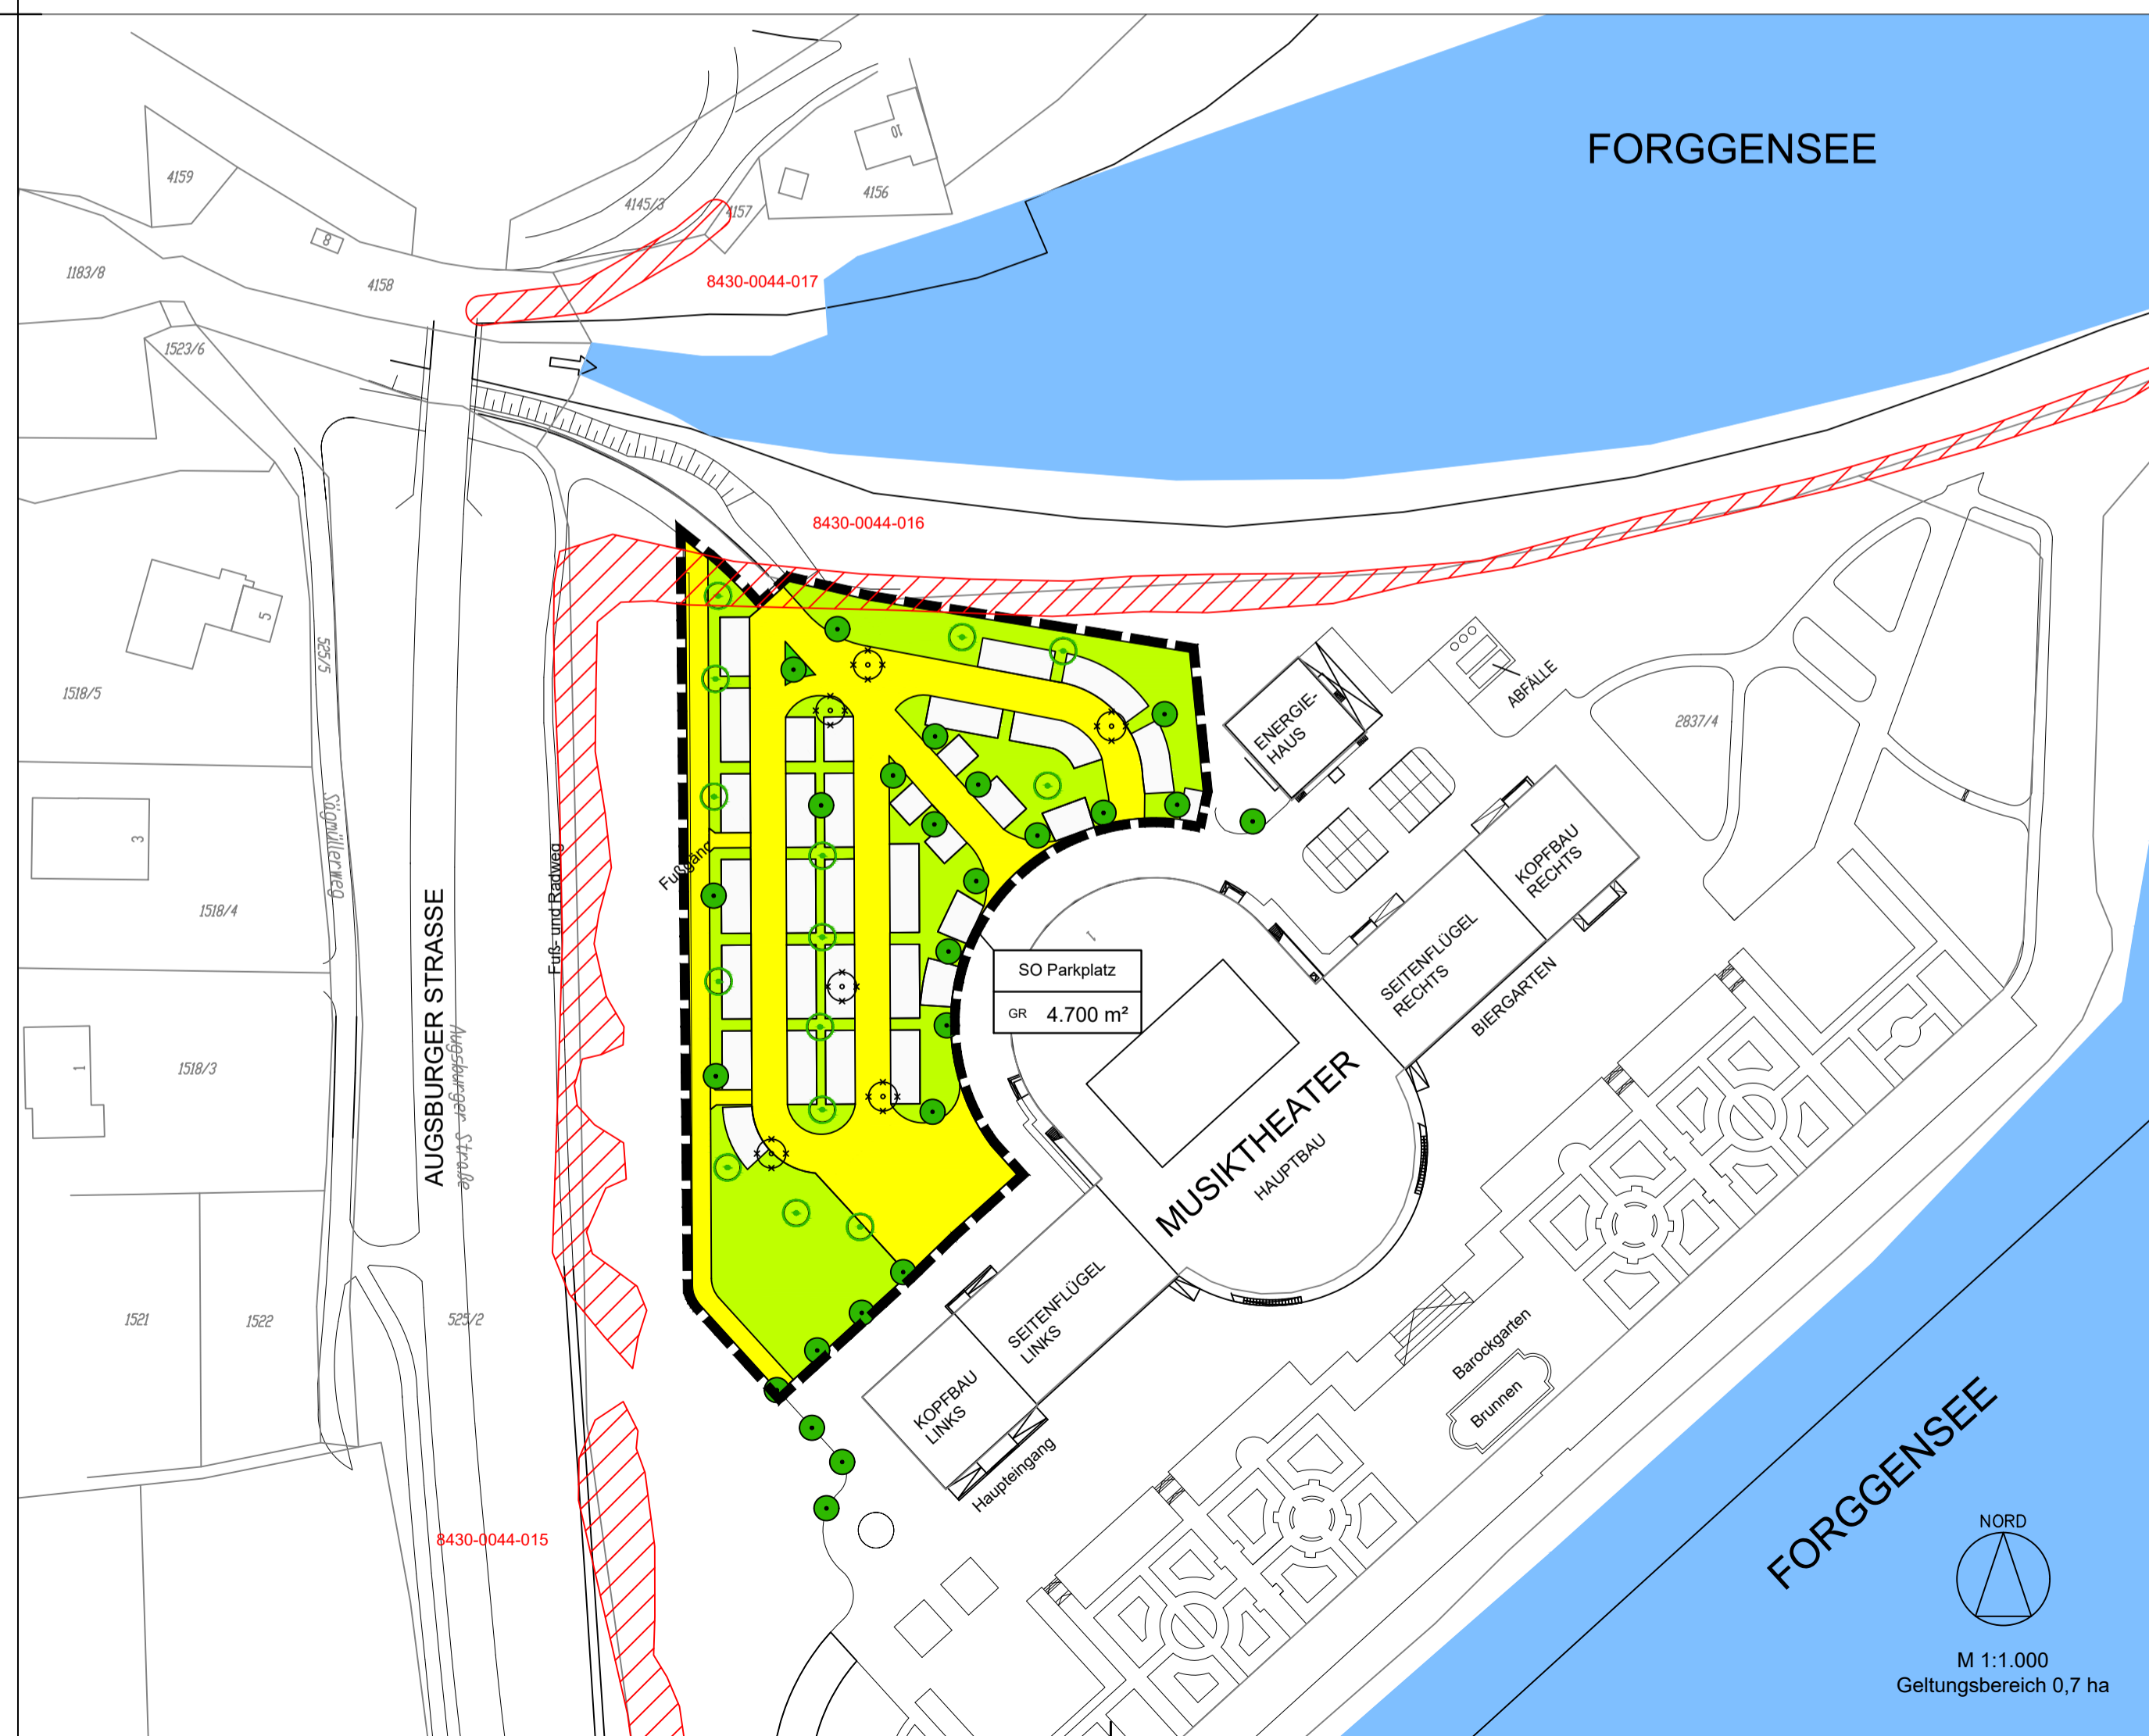 FORGGENSEE
10
4159
4145/3
4157
4156
8
1183/8
4158
8430-0044-017
1523/6
8430-0044-016
5
525/5
1518/5
ENERGIE-
HAUS
ABFÄLLE
2837/4
3
Sägmüllerweg
1518/4
Fußgäng
Fuß- und Radweg
KOPFBAU
RECHTS
SEITENFLÜGEL
RECHTS
BIERGARTEN
1
SO Parkplatz
GR 4.700 m²
AUGSBURGER STRASSE
Augsburger Straße
1
1518/3
MUSIKTHEATER
HAUPTBAU
1521
1522
525/2
SEITENFLÜGEL
LINKS
KOPFBAU
LINKS
Haupteingang
Barockgarten
Brunnen
8430-0044-015
FORGGENSEE
NORD
M 1:1.000
Geltungsbereich 0,7 ha